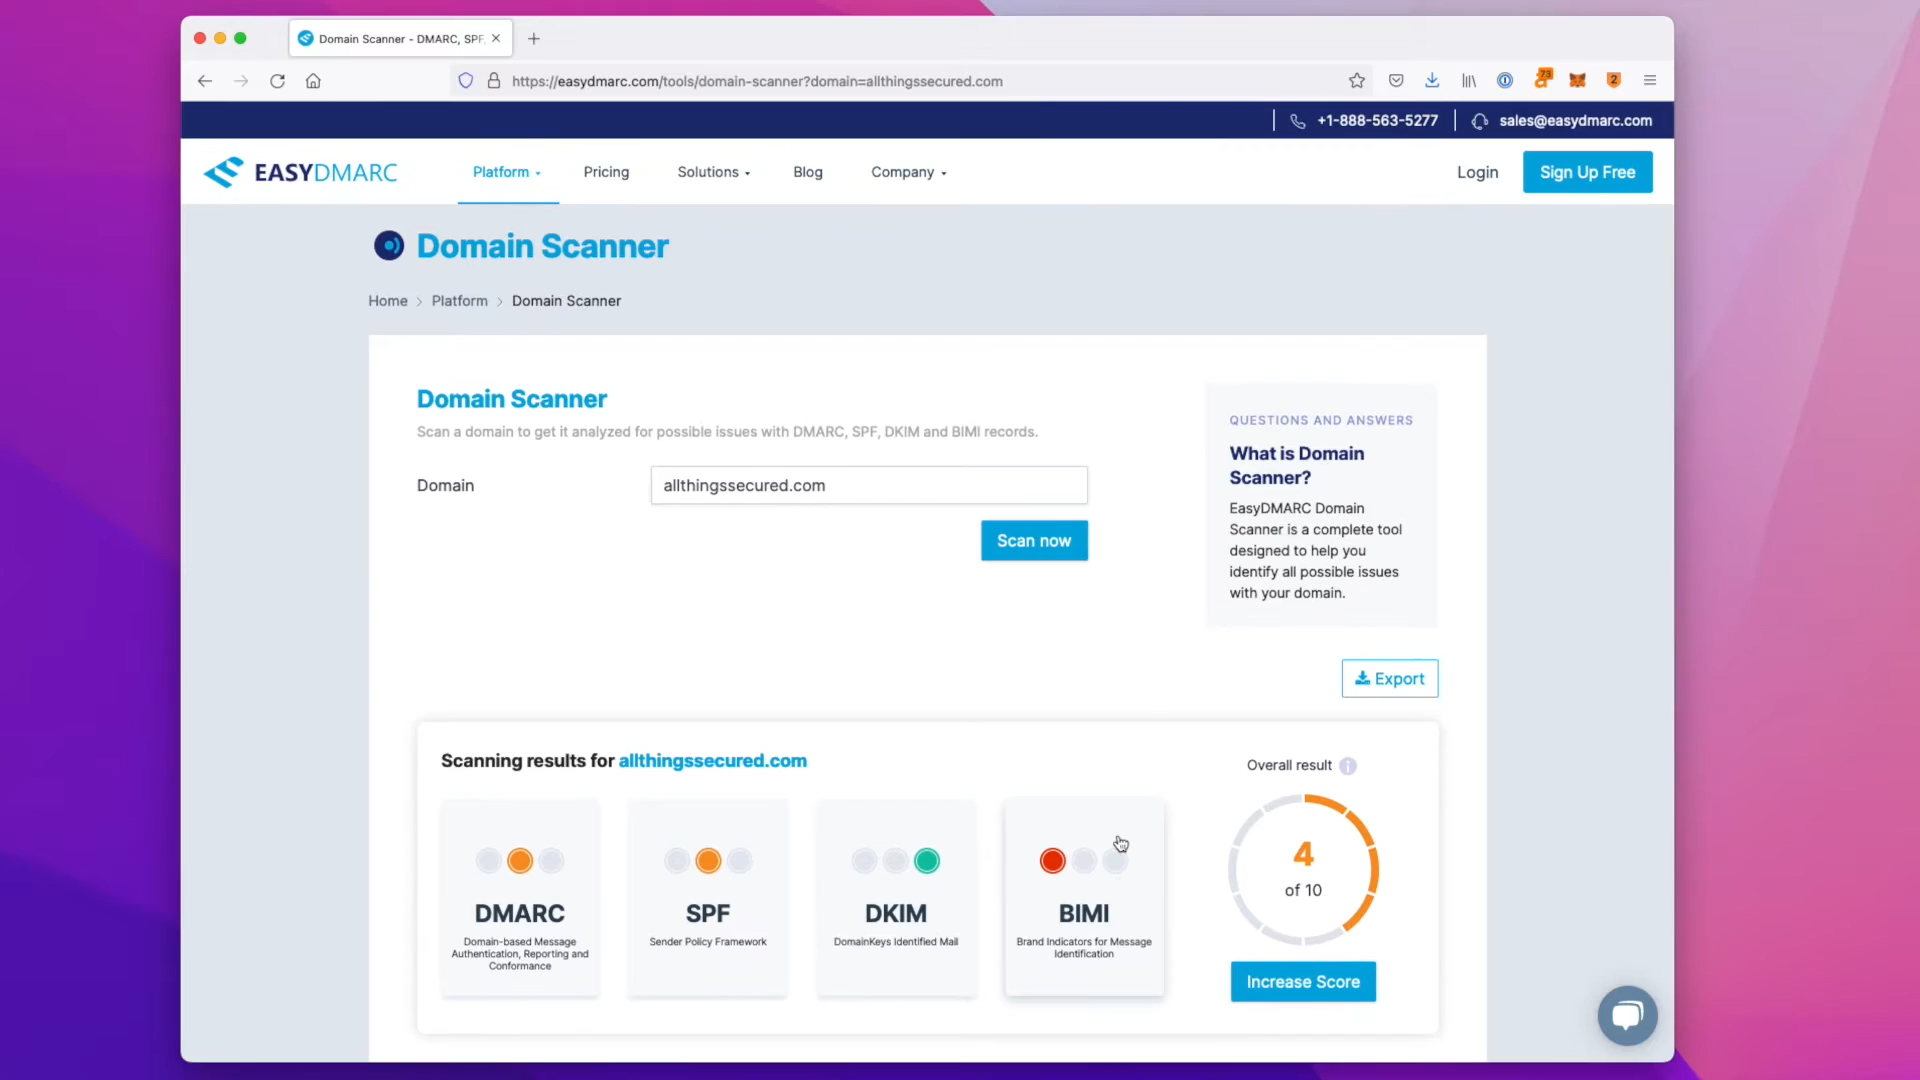 Domain Scanner - DMARC, SPF,
https://easydmarc.com/tools/domain-scanner?domain=allthingssecured.com
73
2
+1-888-563-5277
sales@easydmarc.com
EASYDMARC
Platform
Pricing
Solutions
Blog
Company
Login
Sign Up Free
Domain Scanner
Home > Platform > Domain Scanner
Domain Scanner
Scan a domain to get it analyzed for possible issues with DMARC, SPF, DKIM and BIMI records.
Domain
allthingssecured.com
Scan now
QUESTIONS AND ANSWERS
What is Domain
Scanner?
EasyDMARC Domain
Scanner is a complete tool
designed to help you
identify all possible issues
with your domain.
Export
Scanning results for allthingssecured.com
DMARC
Domain-based Message
Authentication, Reporting and
Conformance
SPF
Sender Policy Framework
DKIM
DomainKeys Identified Mail
BIMI
Brand Indicators for Message
Identification
Overall result
4
of 10
Increase Score